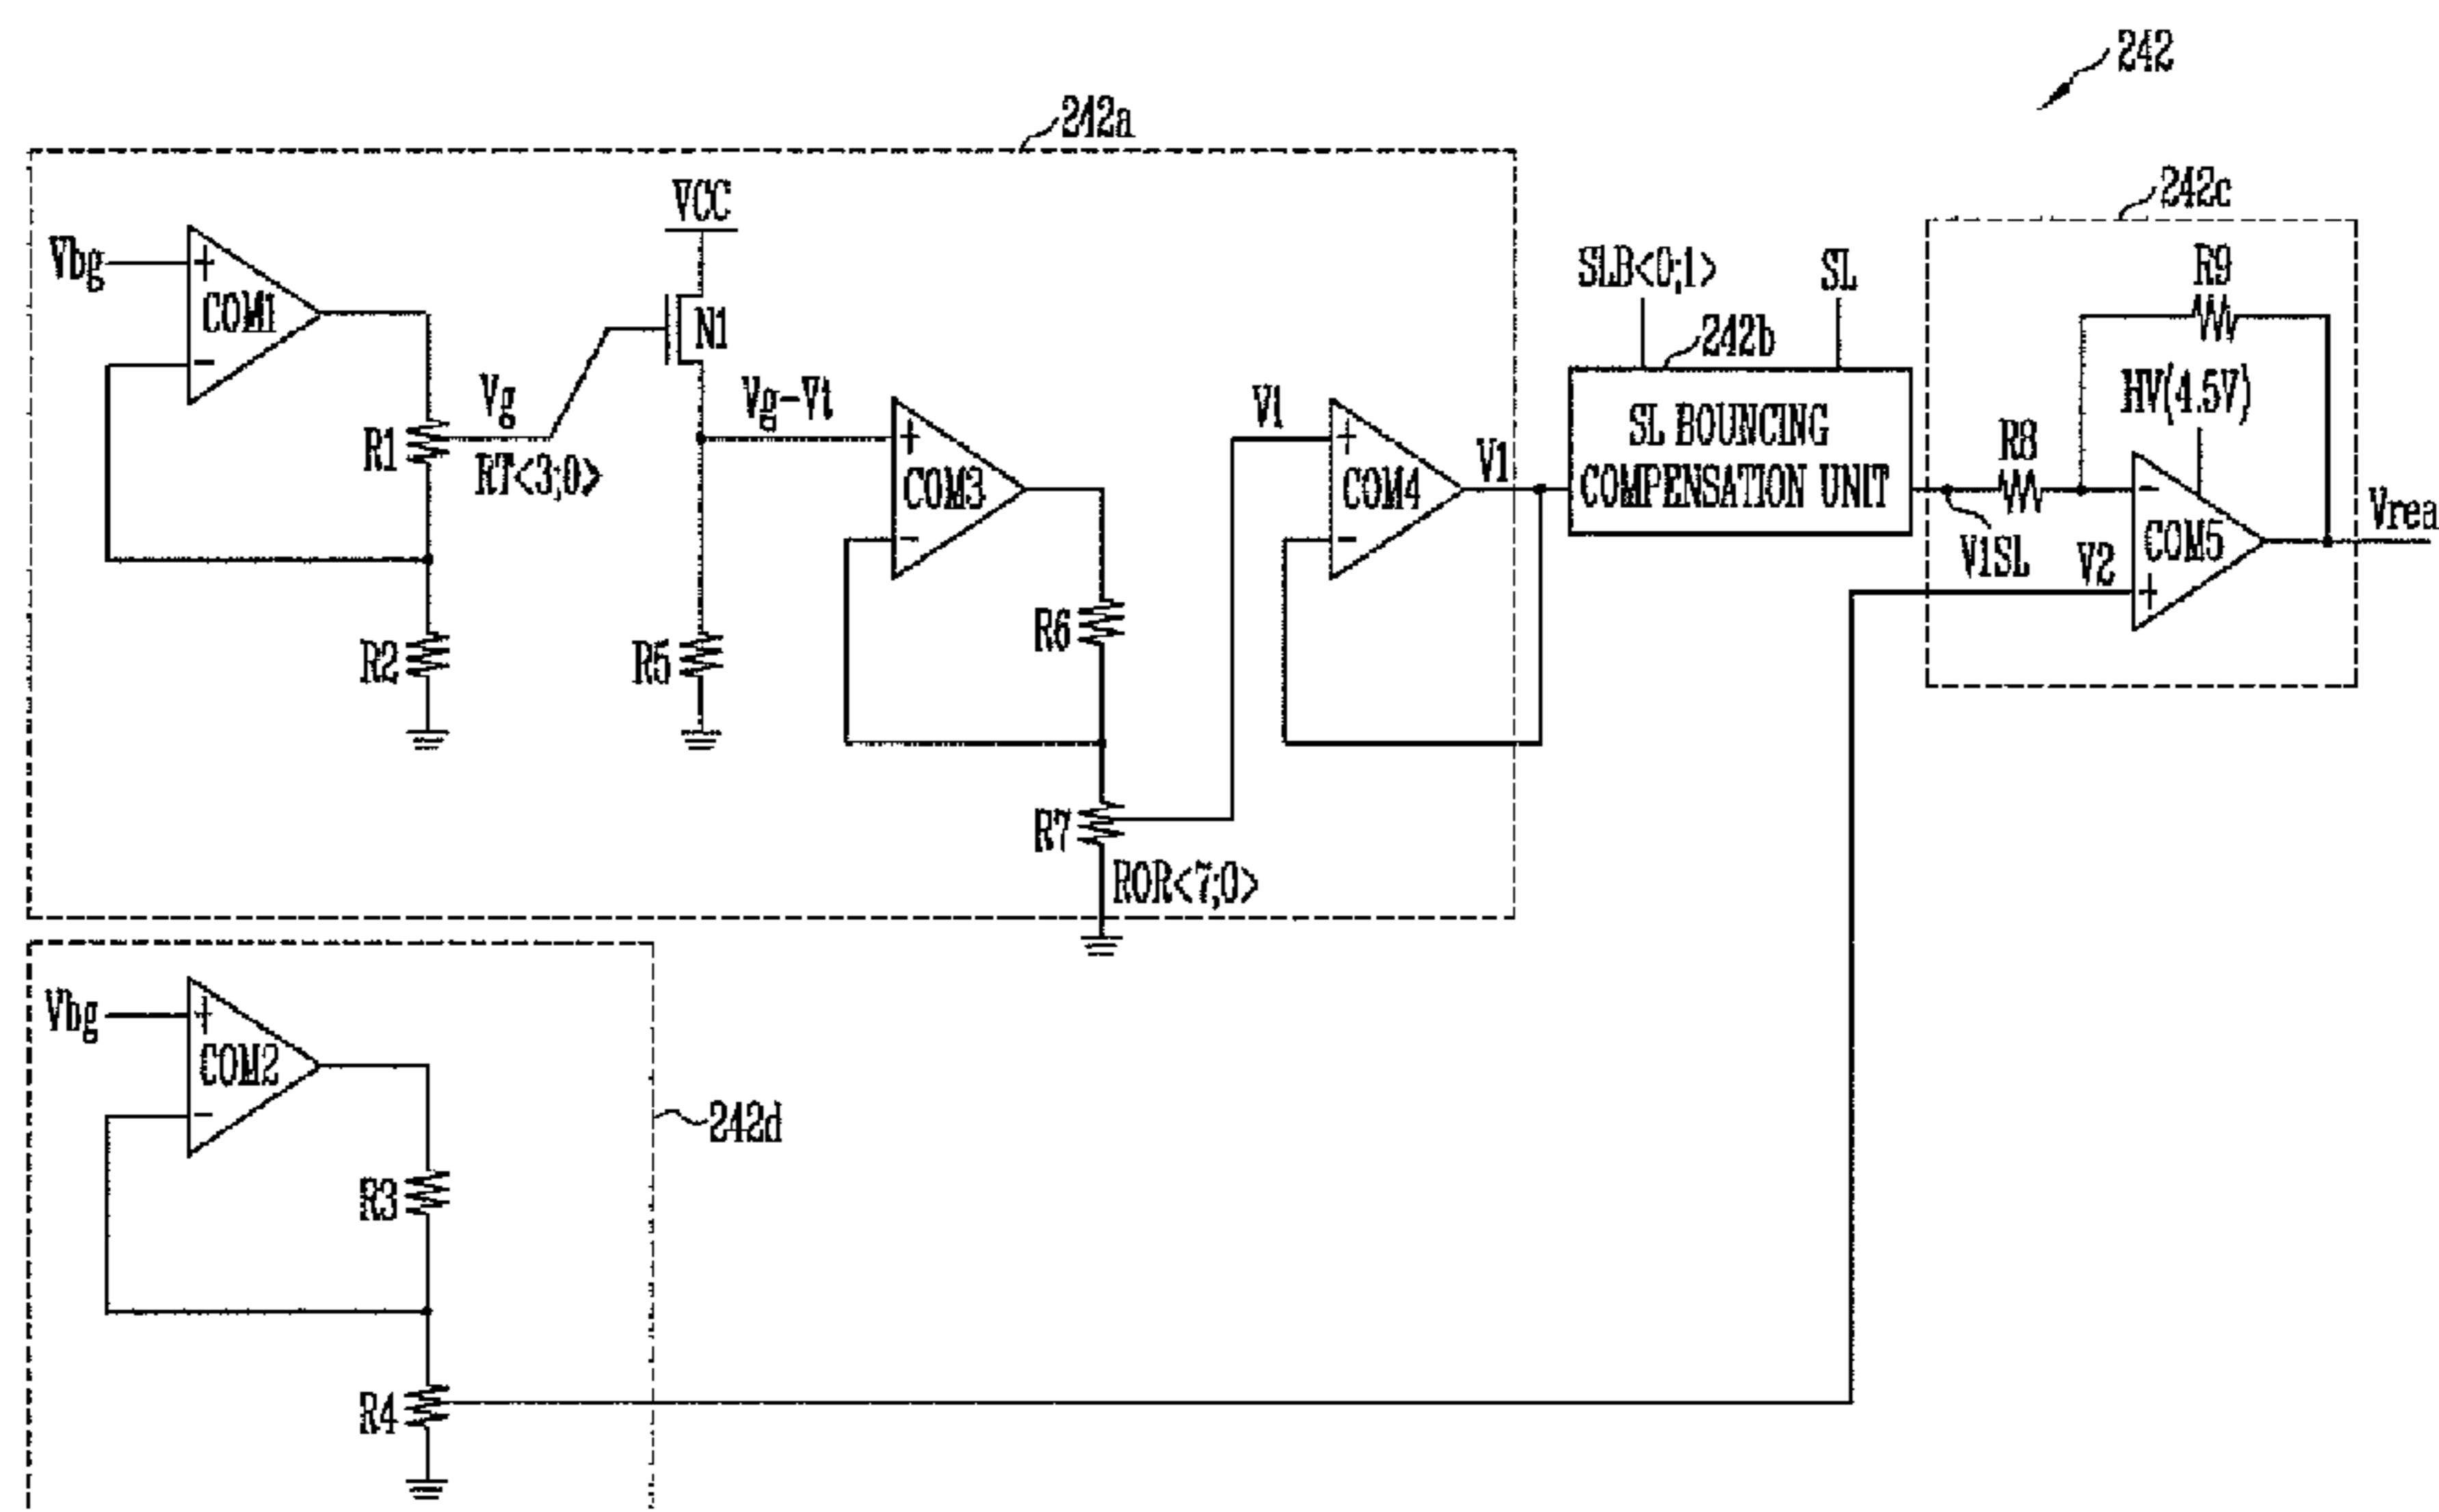 242
242a
VCC
242c
Vbg
+
COM1
-
N1
SLB<0;1>
SL
R9
242b
HV(4.5V)
Vg
Vg-Vt
R1
RT<3;0>
+
COM3
-
V1
+
COM4
-
V1
SL BOUNCING
COMPENSATION UNIT
R8
-
COM5
+
V1SL
V2
Vrea
R2
R5
R6
R7
ROR<7;0>
Vbg
+
COM2
-
242d
R3
R4